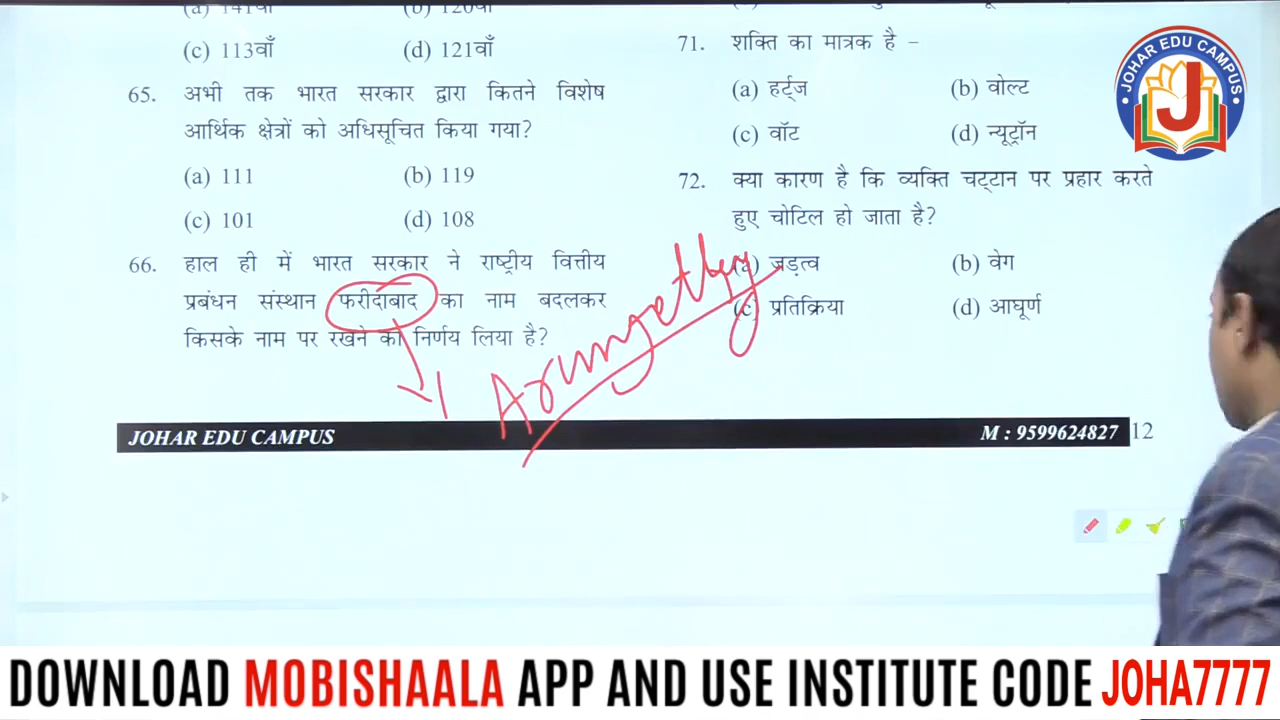 (a) 141वाँ
(b) 120वाँ
(c) 113वाँ
(d) 121वाँ
65. अभी तक भारत सरकार द्वारा कितने विशेष
आर्थिक क्षेत्रों को अधिसूचित किया गया?
(a) 111
(b) 119
(c) 101
(d) 108
66. हाल ही में भारत सरकार ने राष्ट्रीय वित्तीय
प्रबंधन संस्थान फरीदाबाद का नाम बदलकर
किसके नाम पर रखने का निर्णय लिया है?
71. शक्ति का मात्रक है –
(a) हर्ट्ज
(b) वोल्ट
(c) वॉट
(d) न्यूट्रॉन
72. क्या कारण है कि व्यक्ति चट्टान पर प्रहार करते
हुए चोटिल हो जाता है?
(a) जड़त्व
(b) वेग
(c) प्रतिक्रिया
(d) आघूर्ण
JOHAR EDU CAMPUS
M : 9599624827
12
JOHAR EDU CAMPUS
J
DOWNLOAD MOBISHAALA APP AND USE INSTITUTE CODE JOHA7777